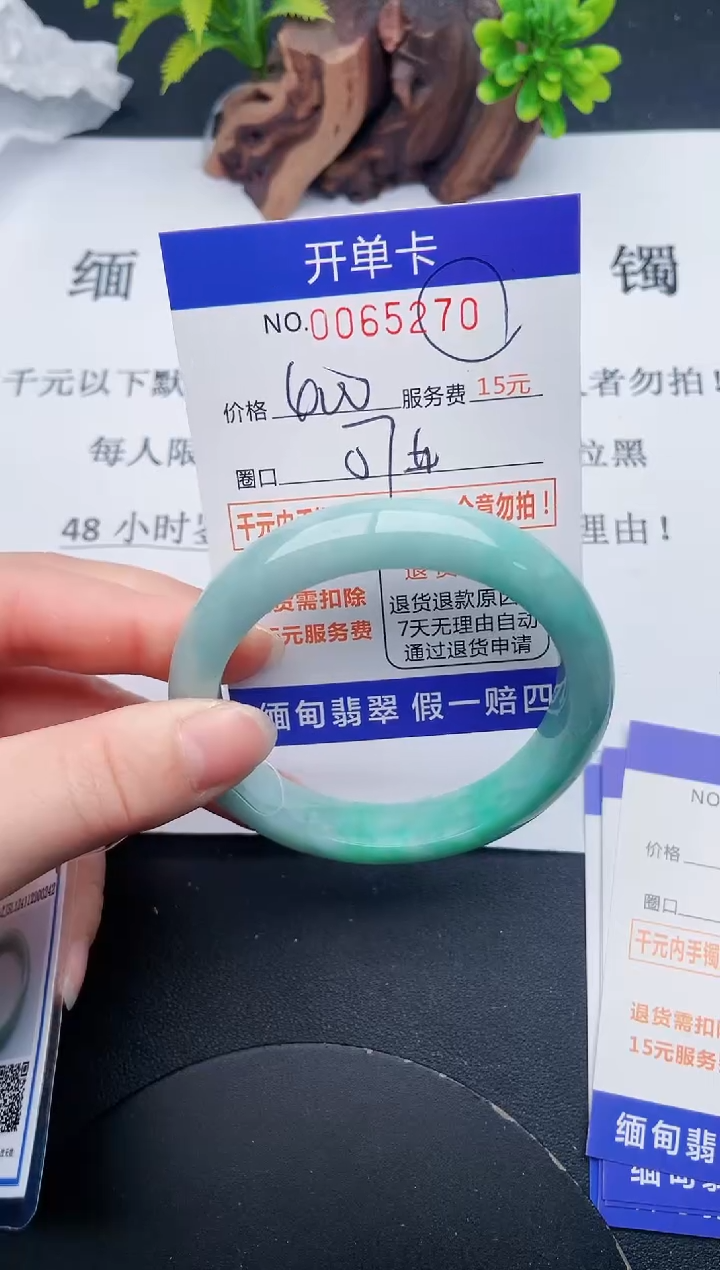 开单卡
NO.0065270
缅 镯
价格 600 服务费 15元
千元以下默 者勿拍！
每人限 位黑
圈口
千元内 介意勿拍！
48 小时 理由！
货需扣除
元服务费
退货退款原因
7天无理由自动
通过退货申请
缅甸翡翠 假一赔四
NO
价格
圈口
千元内手镯
退货需扣
15元服务
缅甸翡
缅甸